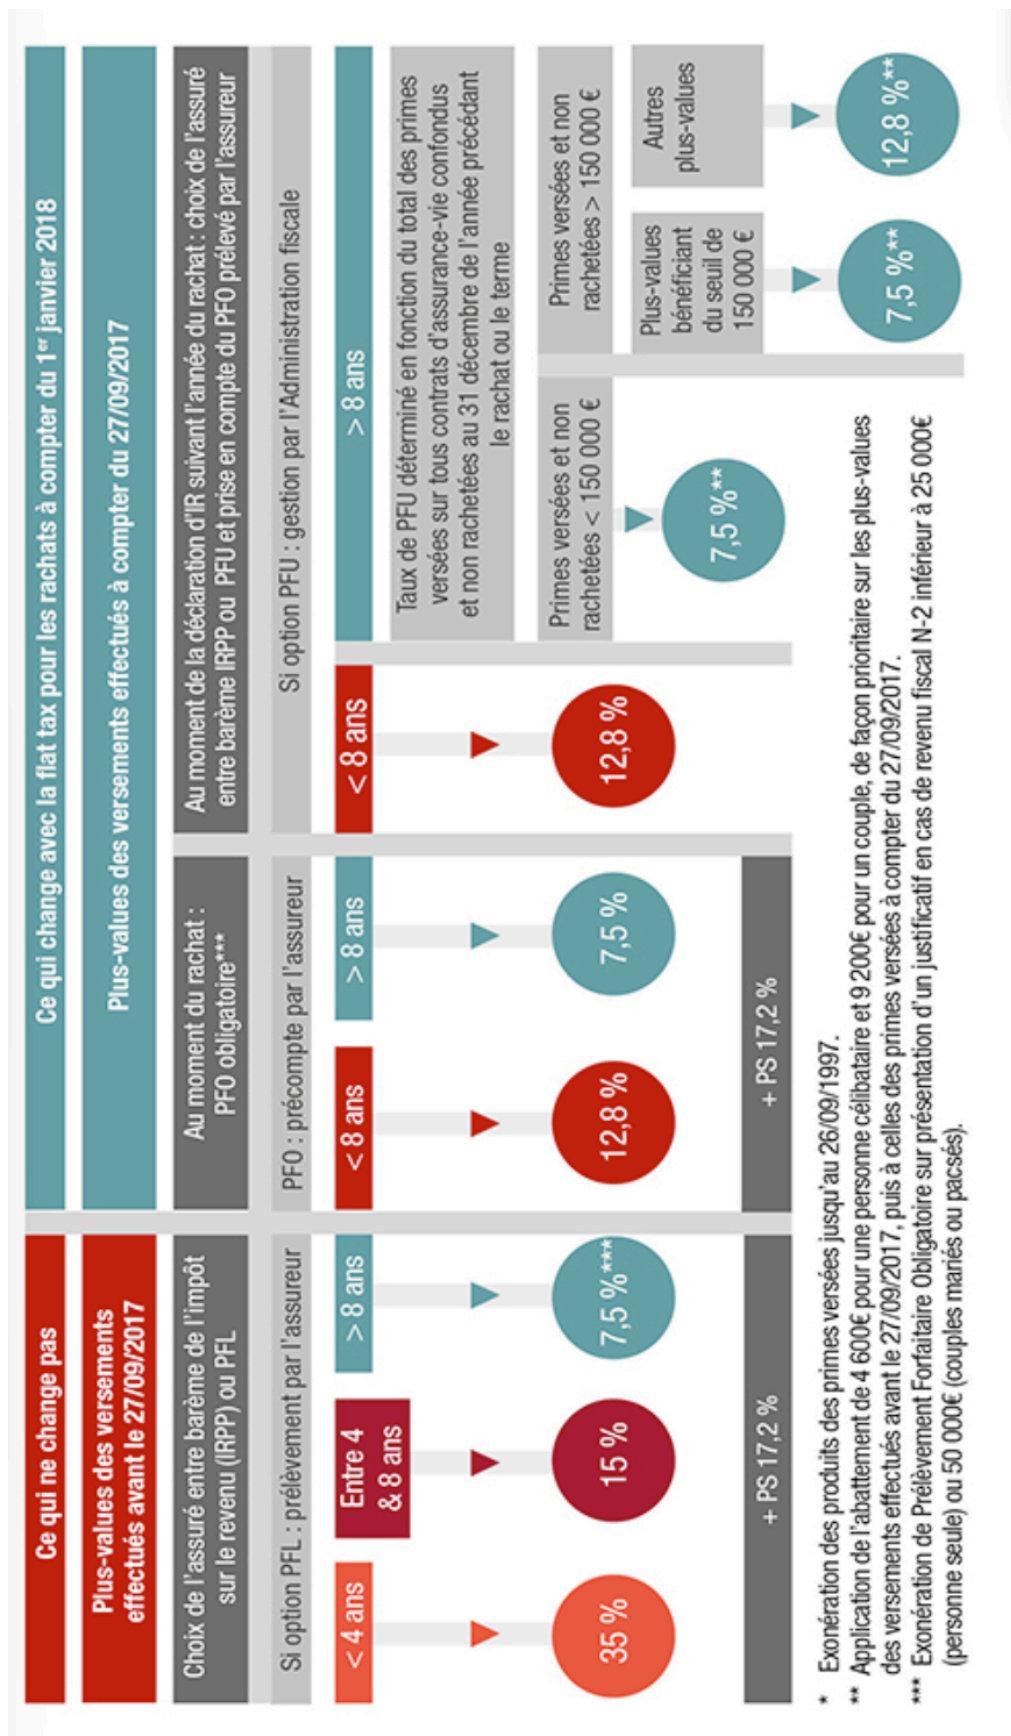 Ce qui ne change pas
Plus-values des versements
effectués avant le 27/09/2017
Choix de l'assuré entre barème de l'impôt
sur le revenu (IRPP) ou PFL
Si option PFL : prélèvement par l'assureur
< 4 ans
Entre 4
& 8 ans
> 8 ans
35 %
15 %
7,5 %***
+ PS 17,2 %
Ce qui change avec la flat tax pour les rachats à compter du 1er janvier 2018
Plus-values des versements effectués à compter du 27/09/2017
Au moment du rachat :
PFO obligatoire***
PFO : précompte par l'assureur
< 8 ans
> 8 ans
12,8 %
7,5 %
+ PS 17,2 %
Au moment de la déclaration d'IR suivant l'année du rachat : choix de l'assuré
entre barème IRPP ou PFU et prise en compte du PFO prélevé par l'assureur
Si option PFU : gestion par l'Administration fiscale
< 8 ans
> 8 ans
12,8 %
Taux de PFU déterminé en fonction du total des primes
versées sur tous contrats d'assurance-vie confondus
et non rachetées au 31 décembre de l'année précédant
le rachat ou le terme
Primes versées et non
rachetées < 150 000 €
7,5 %**
Primes versées et non
rachetées > 150 000 €
Plus-values
bénéficiant
du seuil de
150 000 €
7,5 %**
Autres
plus-values
12,8 %**
* Exonération des produits des primes versées jusqu'au 26/09/1997.
** Application de l'abattement de 4 600€ pour une personne célibataire et 9 200€ pour un couple, de façon prioritaire sur les plus-values
des versements effectués avant le 27/09/2017, puis à celles des primes versées à compter du 27/09/2017.
*** Exonération de Prélèvement Forfaitaire Obligatoire sur présentation d'un justificatif en cas de revenu fiscal N-2 inférieur à 25 000€
(personne seule) ou 50 000€ (couples mariés ou pacsés).